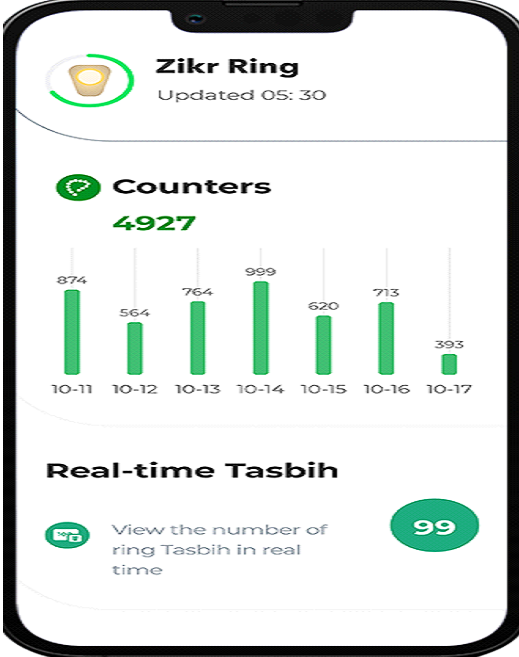 Zikr Ring
Updated 05: 30
Counters
4927
874
564
764
999
620
713
393
10-11 10-12 10-13 10-14 10-15 10-16 10-17
Real-time Tasbih
View the number of
ring Tasbih in real
time
99